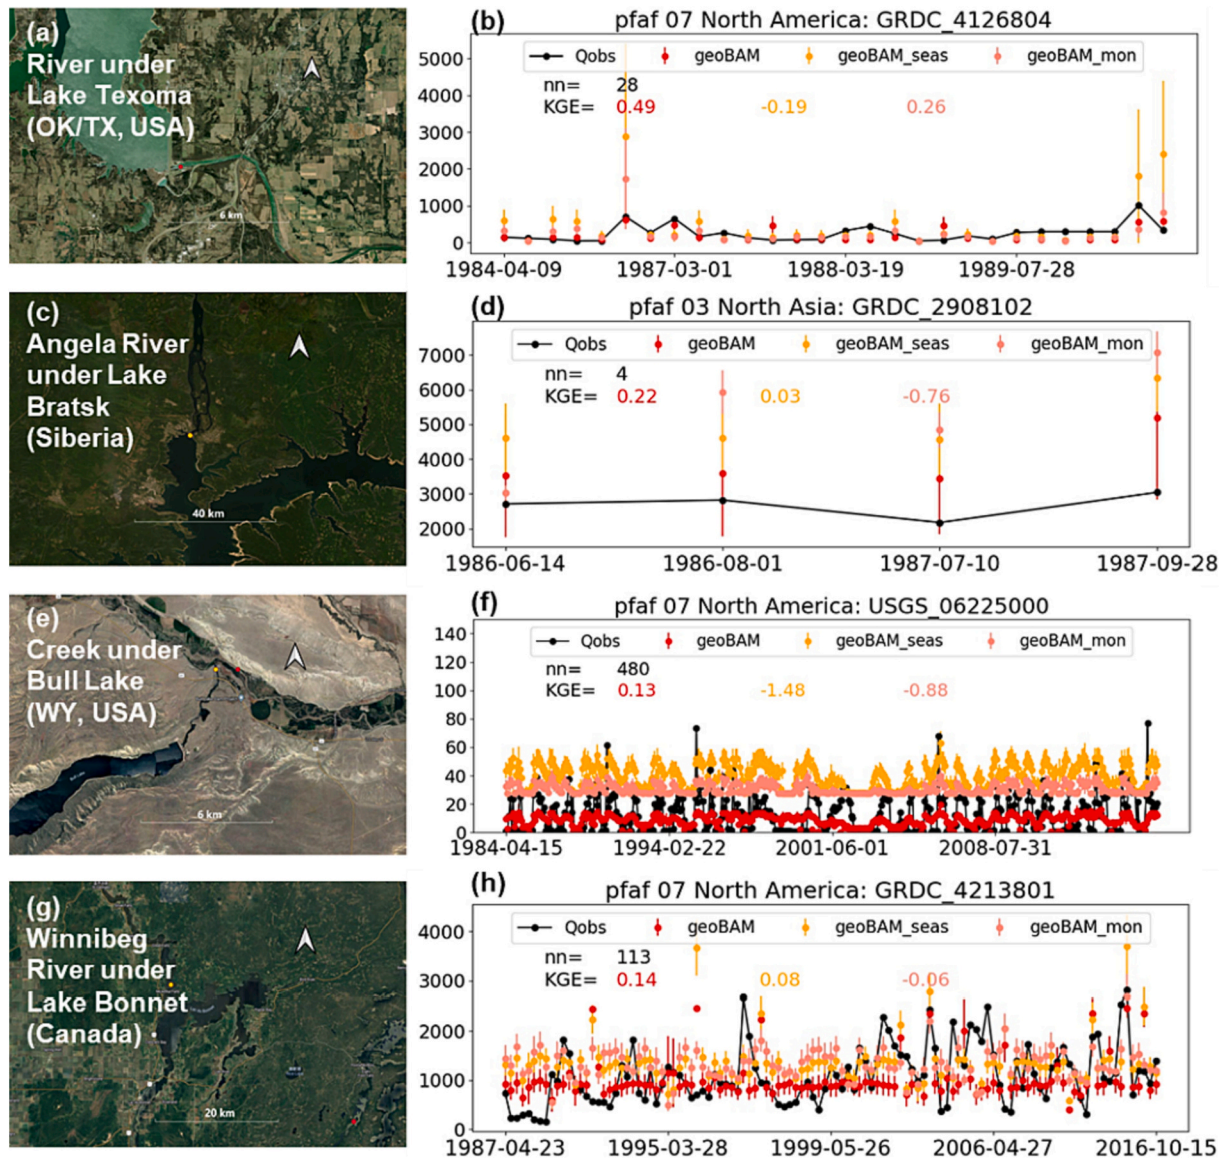 (a)
River under
Lake Texoma
(OK/TX, USA)
6 km
(b)
pfaf 07 North America: GRDC_4126804
Qobs geoBAM geoBAM_seas geoBAM_mon
nn= 28
KGE= 0.49 -0.19 0.26
5000
4000
3000
2000
1000
0
1984-04-09 1987-03-01 1988-03-19 1989-07-28
(c)
Angela River
under Lake
Bratsk
(Siberia)
40 km
(d)
pfaf 03 North Asia: GRDC_2908102
Qobs geoBAM geoBAM_seas geoBAM_mon
nn= 4
KGE= 0.22 0.03 -0.76
7000
6000
5000
4000
3000
2000
1986-06-14 1986-08-01 1987-07-10 1987-09-28
(e)
Creek under
Bull Lake
(WY, USA)
6 km
(f)
pfaf 07 North America: USGS_06225000
Qobs geoBAM geoBAM_seas geoBAM_mon
nn= 480
KGE= 0.13 -1.48 -0.88
140
120
100
80
60
40
20
0
1984-04-15 1994-02-22 2001-06-01 2008-07-31
(g)
Winnibeg
River under
Lake Bonnet
(Canada)
20 km
(h)
pfaf 07 North America: GRDC_4213801
Qobs geoBAM geoBAM_seas geoBAM_mon
nn= 113
KGE= 0.14 0.08 -0.06
4000
3000
2000
1000
0
1987-04-23 1995-03-28 1999-05-26 2006-04-27 2016-10-15